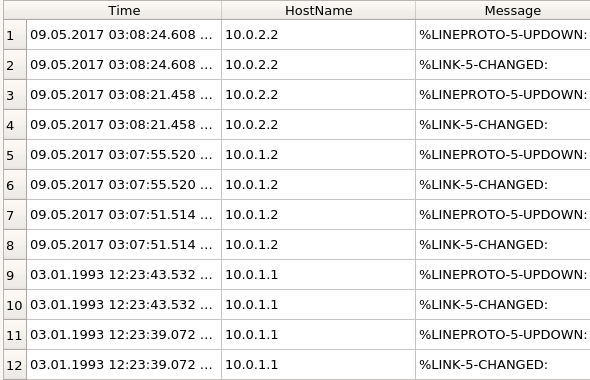 Time HostName Message
1 09.05.2017 03:08:24.608 ... 10.0.2.2 %LINEPROTO-5-UPDOWN:
2 09.05.2017 03:08:24.608 ... 10.0.2.2 %LINK-5-CHANGED:
3 09.05.2017 03:08:21.458 ... 10.0.2.2 %LINEPROTO-5-UPDOWN:
4 09.05.2017 03:08:21.458 ... 10.0.2.2 %LINK-5-CHANGED:
5 09.05.2017 03:07:55.520 ... 10.0.1.2 %LINEPROTO-5-UPDOWN:
6 09.05.2017 03:07:55.520 ... 10.0.1.2 %LINK-5-CHANGED:
7 09.05.2017 03:07:51.514 ... 10.0.1.2 %LINEPROTO-5-UPDOWN:
8 09.05.2017 03:07:51.514 ... 10.0.1.2 %LINK-5-CHANGED:
9 03.01.1993 12:23:43.532 ... 10.0.1.1 %LINEPROTO-5-UPDOWN:
10 03.01.1993 12:23:43.532 ... 10.0.1.1 %LINK-5-CHANGED:
11 03.01.1993 12:23:39.072 ... 10.0.1.1 %LINEPROTO-5-UPDOWN:
12 03.01.1993 12:23:39.072 ... 10.0.1.1 %LINK-5-CHANGED: